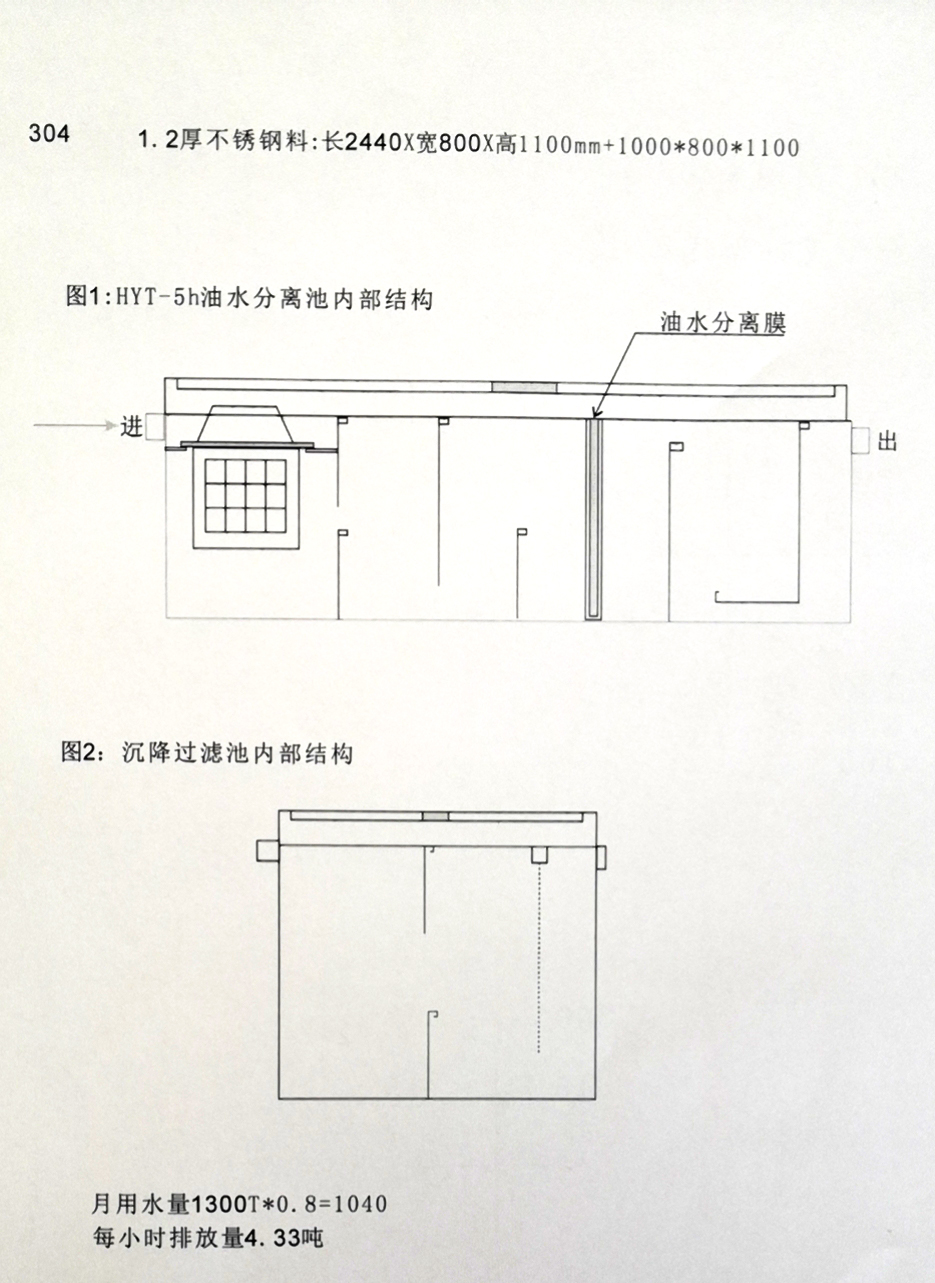 304 1.2厚不锈钢料:长2440X宽800X高1100mm+1000*800*1100
图1:HYT-5h油水分离池内部结构
油水分离膜
进
出
图2：沉降过滤池内部结构
月用水量1300T*0.8=1040
每小时排放量4.33吨